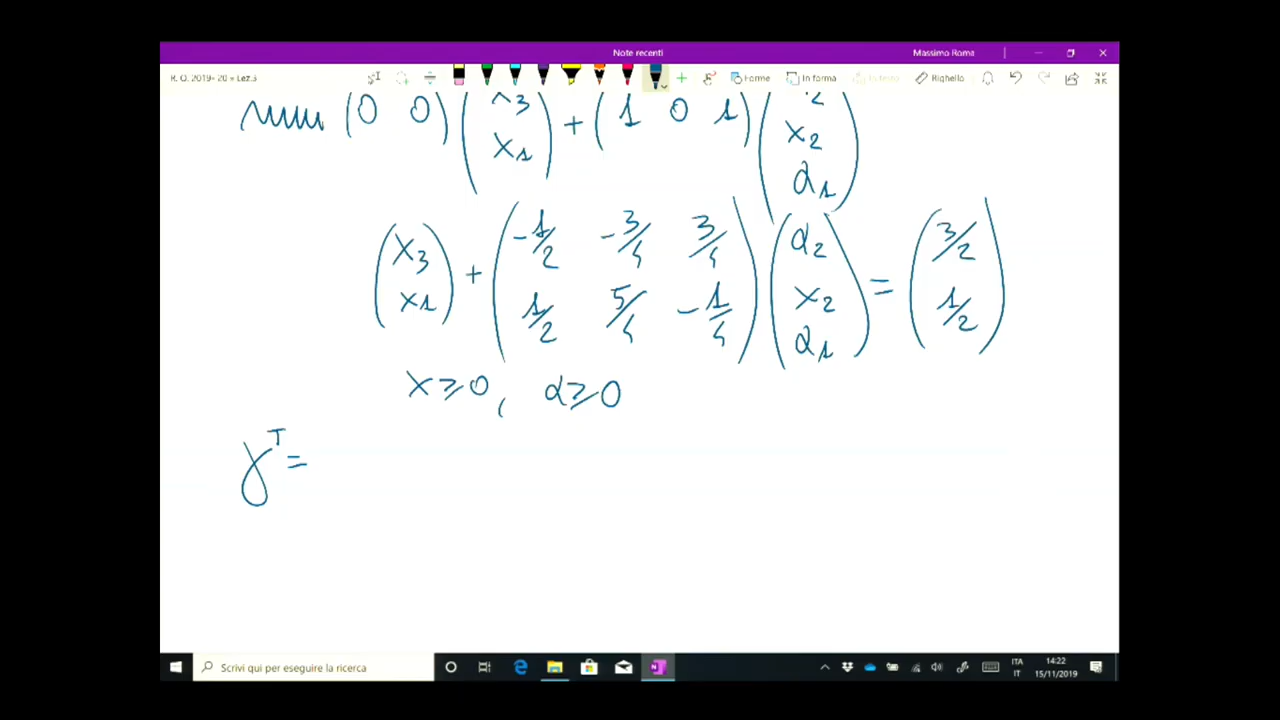 Note recenti
Massimo Roma
R. O. 2019- 20 » Lez.3
Forme
In forma
Righello
min (0 0) (x₃ x₁) + (1 0 1) (α₂ x₂ α₁)
(x₃ x₁) + (-1/2 -3/4 3/4 ; 1/2 5/4 -1/4) (α₂ x₂ α₁) = (3/2 1/2)
x ≥ 0, α ≥ 0
γᵀ =
Scrivi qui per eseguire la ricerca
ITA
IT
14:22
15/11/2019